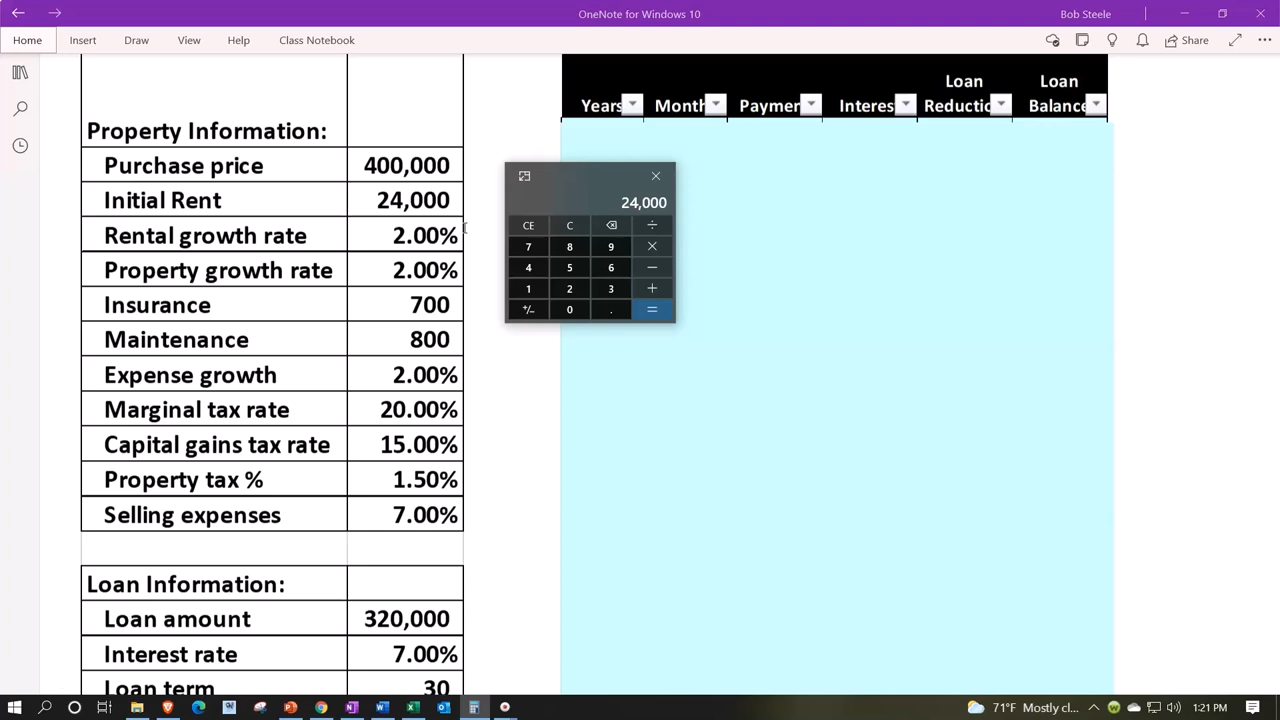 OneNote for Windows 10
Bob Steele
Home Insert Draw View Help Class Notebook
Share
Property Information:
Purchase price 400,000
Initial Rent 24,000
Rental growth rate 2.00%
Property growth rate 2.00%
Insurance 700
Maintenance 800
Expense growth 2.00%
Marginal tax rate 20.00%
Capital gains tax rate 15.00%
Property tax % 1.50%
Selling expenses 7.00%
Loan Information:
Loan amount 320,000
Interest rate 7.00%
Loan term 30
Loan Loan
Years Month Paymen Interes Reductio Balance
24,000
CE C ⌫ ÷
7 8 9 ×
4 5 6 −
1 2 3 +
+/− 0 . =
71°F Mostly cl... 1:21 PM